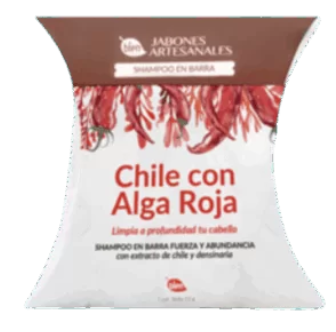 JABONES
ARTESANALES
SHAMPOO EN BARRA
Chile con
Alga Roja
Limpia a profundidad tu cabello
SHAMPOO EN BARRA FUERZA Y ABUNDANCIA
con extracto de chile y densinaria